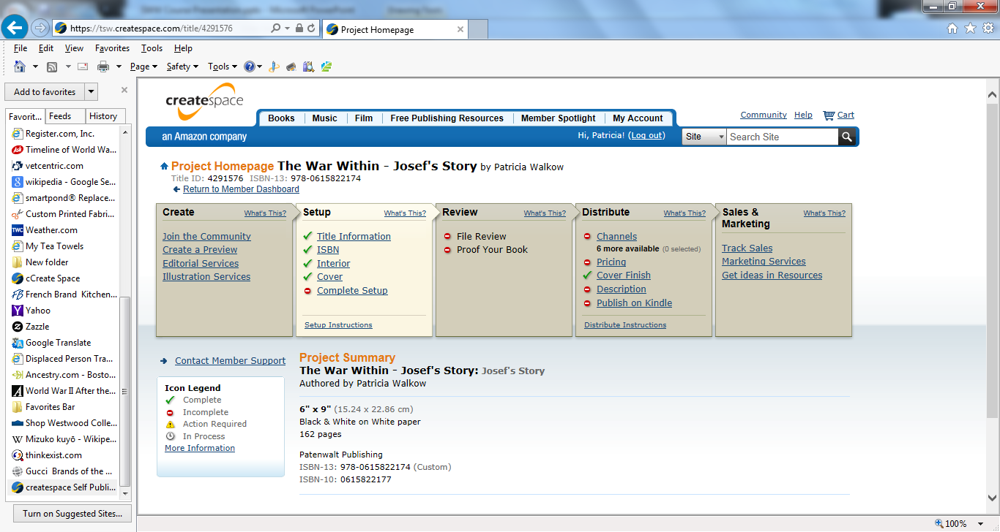 https://tsw.createspace.com/title/4291576
Project Homepage
File Edit View Favorites Tools Help
Page Safety Tools
Add to favorites
Favorit... Feeds History
Register.com, Inc.
Timeline of World Wa...
vetcentric.com
wikipedia - Google Se...
smartpond® Replace...
Custom Printed Fabri...
Weather.com
My Tea Towels
New folder
cCreate Space
French Brand Kitchen...
Yahoo
Zazzle
Google Translate
Displaced Person Tra...
Ancestry.com - Bosto...
World War II After the...
Favorites Bar
Shop Westwood Colle...
Mizuko kuyō - Wikipe...
thinkexist.com
Gucci Brands of the ...
createspace Self Publi...
Turn on Suggested Sites...
createspace
Books Music Film Free Publishing Resources Member Spotlight My Account
Community Help Cart
an Amazon company
Hi, Patricia! (Log out)
Site Search Site
Project Homepage The War Within - Josef's Story by Patricia Walkow
Title ID: 4291576 ISBN-13: 978-0615822174
Return to Member Dashboard
Create What's This?
Join the Community
Create a Preview
Editorial Services
Illustration Services
Setup What's This?
Title Information
ISBN
Interior
Cover
Complete Setup
Setup Instructions
Review What's This?
File Review
Proof Your Book
Distribute What's This?
Channels
6 more available (0 selected)
Pricing
Cover Finish
Description
Publish on Kindle
Distribute Instructions
Sales &
Marketing
What's This?
Track Sales
Marketing Services
Get ideas in Resources
Contact Member Support
Icon Legend
Complete
Incomplete
Action Required
In Process
More Information
Project Summary
The War Within - Josef's Story: Josef's Story
Authored by Patricia Walkow
6" x 9" (15.24 x 22.86 cm)
Black & White on White paper
162 pages
Patenwalt Publishing
ISBN-13: 978-0615822174 (Custom)
ISBN-10: 0615822177
100%